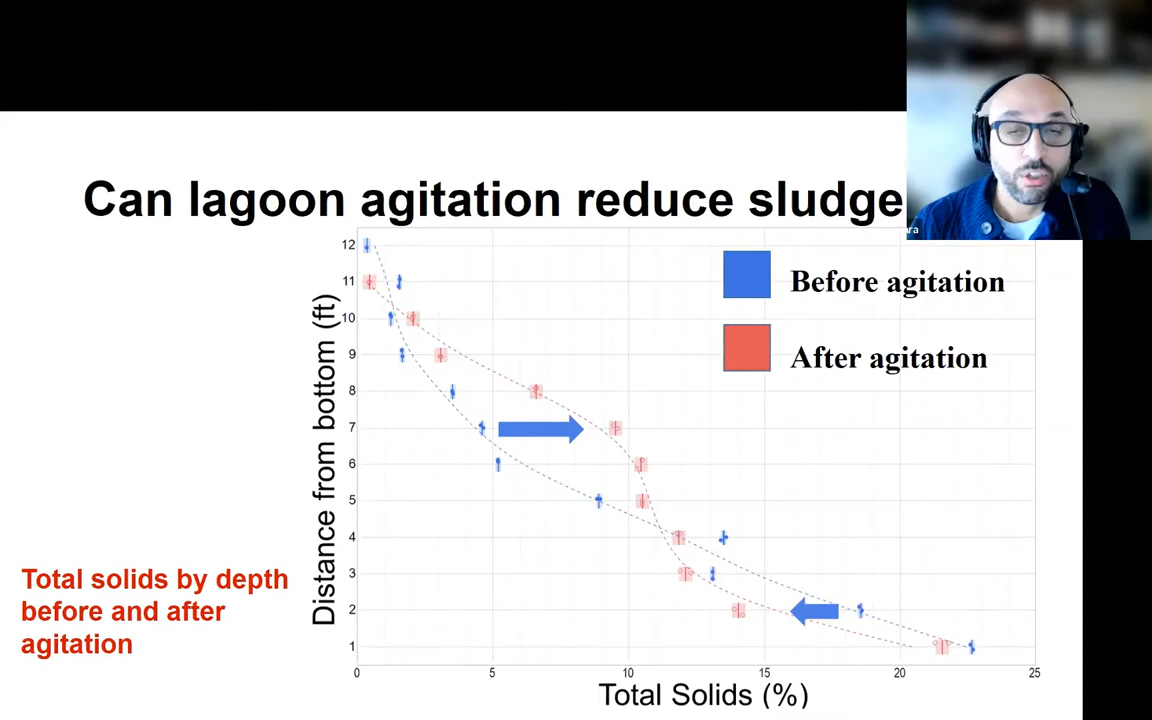 Can lagoon agitation reduce sludge
ara
12
11
10
9
8
7
6
5
4
3
2
1
Distance from bottom (ft)
Before agitation
After agitation
Total solids by depth
before and after
agitation
0
5
10
15
20
25
Total Solids (%)